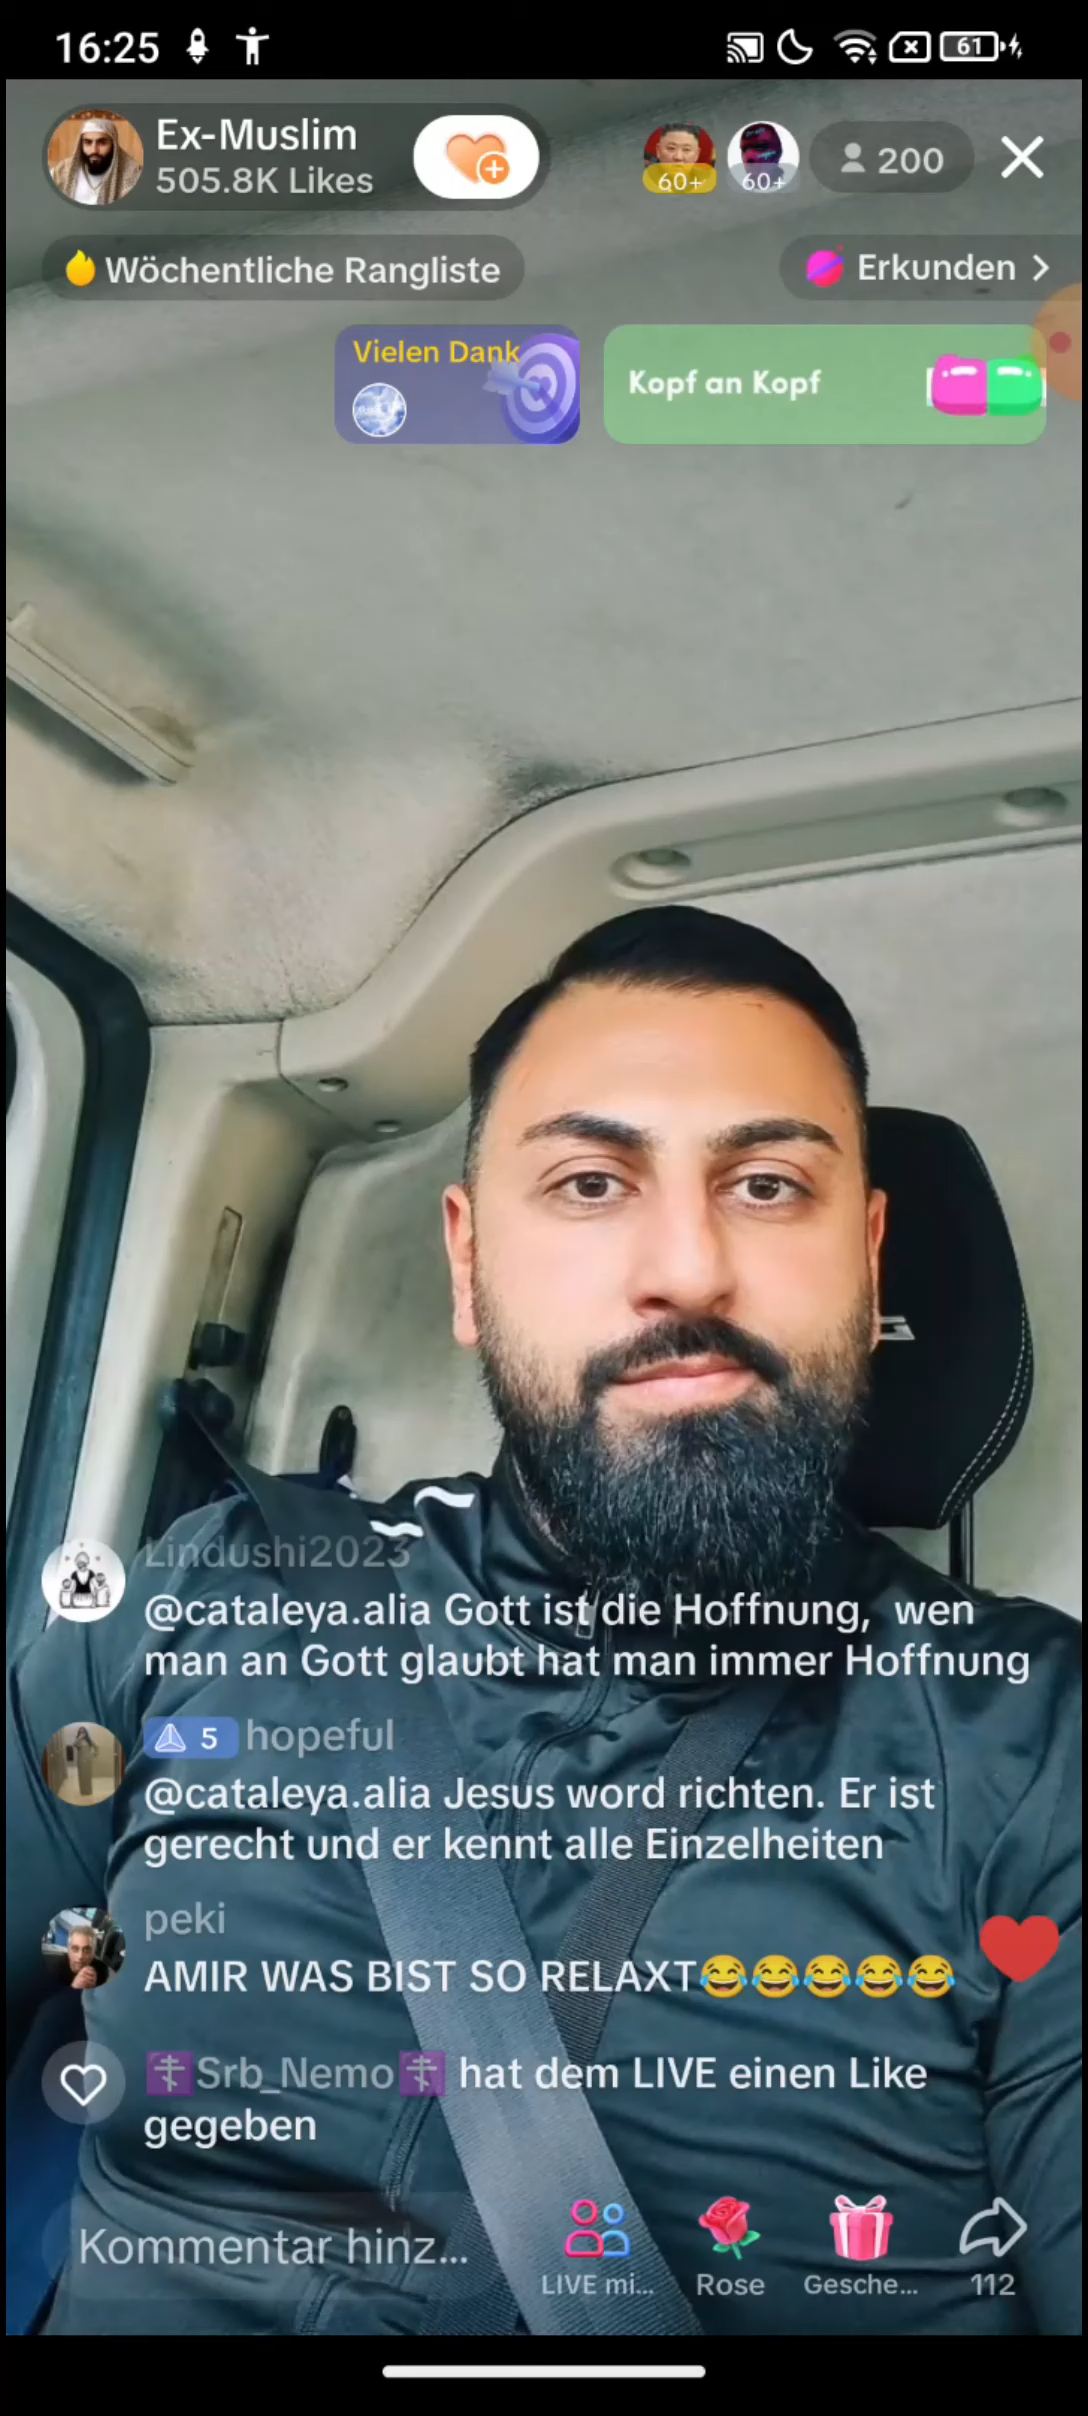 16:25
61
Ex-Muslim
505.8K Likes
60+
60+
200
Wöchentliche Rangliste
Erkunden >
Vielen Dank
Kopf an Kopf
Lindushi2023
@cataleya.alia Gott ist die Hoffnung, wen
man an Gott glaubt hat man immer Hoffnung
5 hopeful
@cataleya.alia Jesus word richten. Er ist
gerecht und er kennt alle Einzelheiten
peki
AMIR WAS BIST SO RELAXT😂😂😂😂😂
☦️Srb_Nemo☦️ hat dem LIVE einen Like
gegeben
Kommentar hinz...
LIVE mi...
Rose
Gesche...
112